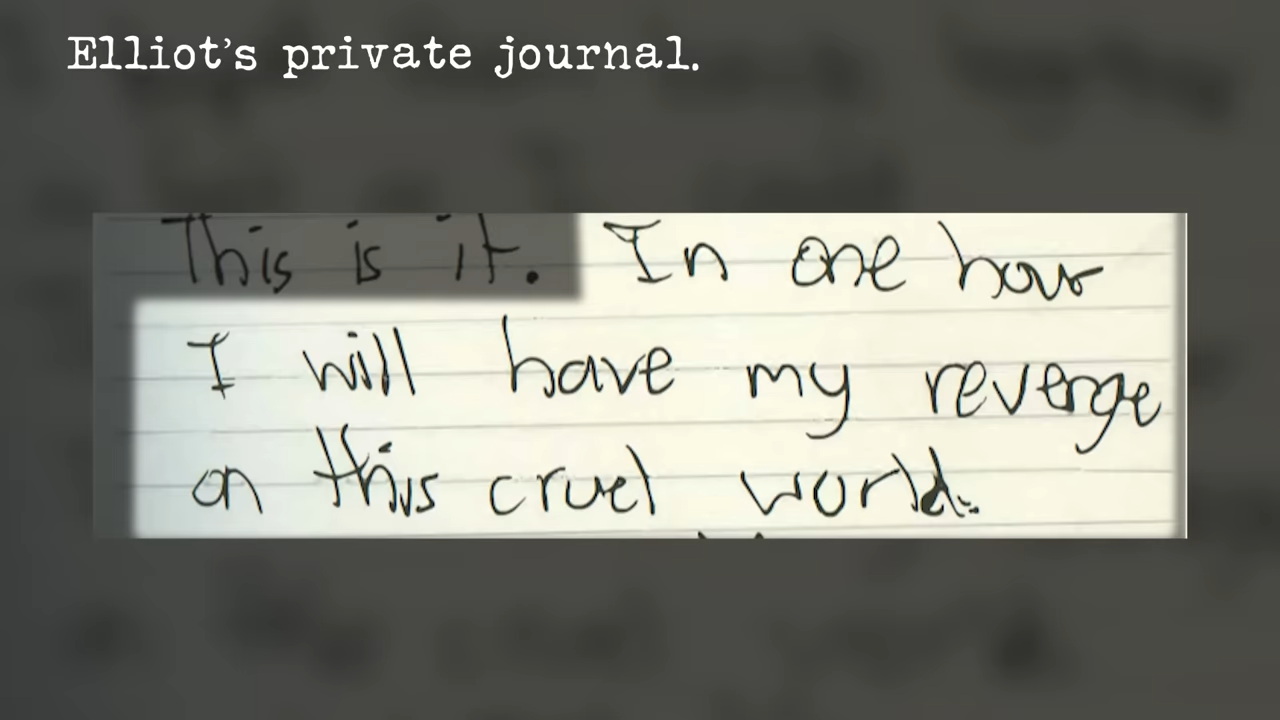 Elliot's private journal.
This is it. In one hour
I will have my revenge
on this cruel world.